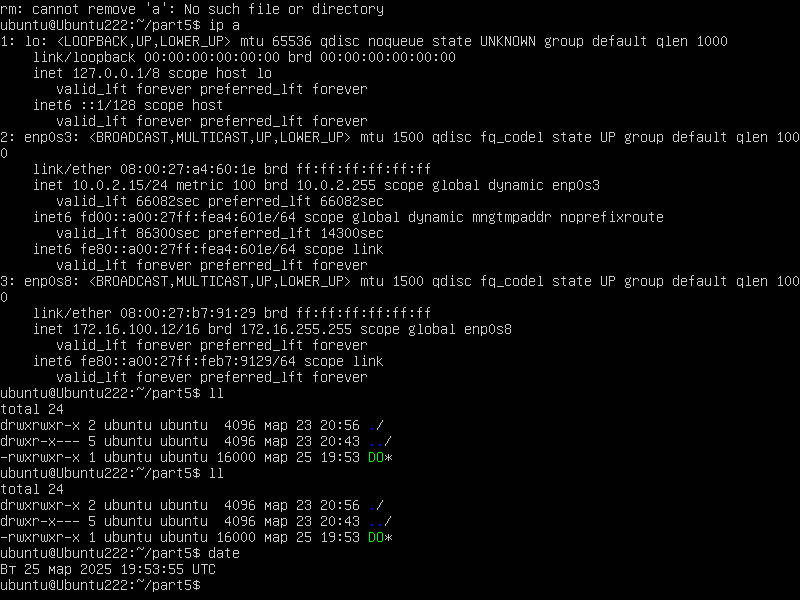 rm: cannot remove 'a': No such file or directory
ubuntu@Ubuntu222:~/part5$ ip a
1: lo: <LOOPBACK,UP,LOWER_UP> mtu 65536 qdisc noqueue state UNKNOWN group default qlen 1000
    link/loopback 00:00:00:00:00:00 brd 00:00:00:00:00:00
    inet 127.0.0.1/8 scope host lo
       valid_lft forever preferred_lft forever
    inet6 ::1/128 scope host
       valid_lft forever preferred_lft forever
2: enp0s3: <BROADCAST,MULTICAST,UP,LOWER_UP> mtu 1500 qdisc fq_codel state UP group default qlen 100
0
    link/ether 08:00:27:a4:60:1e brd ff:ff:ff:ff:ff:ff
    inet 10.0.2.15/24 metric 100 brd 10.0.2.255 scope global dynamic enp0s3
       valid_lft 66082sec preferred_lft 66082sec
    inet6 fd00::a00:27ff:fea4:601e/64 scope global dynamic mngtmpaddr noprefixroute
       valid_lft 86300sec preferred_lft 14300sec
    inet6 fe80::a00:27ff:fea4:601e/64 scope link
       valid_lft forever preferred_lft forever
3: enp0s8: <BROADCAST,MULTICAST,UP,LOWER_UP> mtu 1500 qdisc fq_codel state UP group default qlen 100
0
    link/ether 08:00:27:b7:91:29 brd ff:ff:ff:ff:ff:ff
    inet 172.16.100.12/16 brd 172.16.255.255 scope global enp0s8
       valid_lft forever preferred_lft forever
    inet6 fe80::a00:27ff:feb7:9129/64 scope link
       valid_lft forever preferred_lft forever
ubuntu@Ubuntu222:~/part5$ ll
total 24
drwxrwxr-x 2 ubuntu ubuntu  4096 мар 23 20:56 ./
drwxr-x--- 5 ubuntu ubuntu  4096 мар 23 20:43 ../
-rwxrwxr-x 1 ubuntu ubuntu 16000 мар 25 19:53 DO*
ubuntu@Ubuntu222:~/part5$ ll
total 24
drwxrwxr-x 2 ubuntu ubuntu  4096 мар 23 20:56 ./
drwxr-x--- 5 ubuntu ubuntu  4096 мар 23 20:43 ../
-rwxrwxr-x 1 ubuntu ubuntu 16000 мар 25 19:53 DO*
ubuntu@Ubuntu222:~/part5$ date
Вт 25 мар 2025 19:53:55 UTC
ubuntu@Ubuntu222:~/part5$